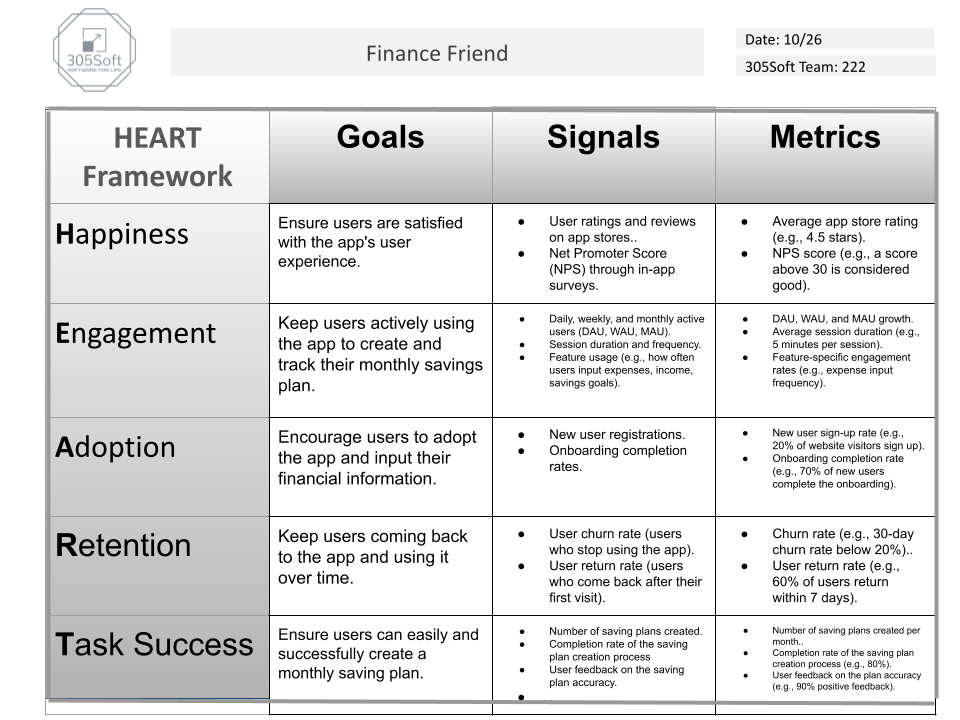 305Soft
SOFTWARE FOR LIFE
Finance Friend
Date: 10/26
305Soft Team: 222
HEART
Framework
Goals
Signals
Metrics
Happiness
Ensure users are satisfied
with the app's user
experience.
● User ratings and reviews
on app stores..
● Net Promoter Score
(NPS) through in-app
surveys.
● Average app store rating
(e.g., 4.5 stars).
● NPS score (e.g., a score
above 30 is considered
good).
Engagement
Keep users actively using
the app to create and
track their monthly savings
plan.
● Daily, weekly, and monthly active
users (DAU, WAU, MAU).
● Session duration and frequency.
● Feature usage (e.g., how often
users input expenses, income,
savings goals).
● DAU, WAU, and MAU growth.
● Average session duration (e.g.,
5 minutes per session).
● Feature-specific engagement
rates (e.g., expense input
frequency).
Adoption
Encourage users to adopt
the app and input their
financial information.
● New user registrations.
● Onboarding completion
rates.
● New user sign-up rate (e.g.,
20% of website visitors sign up).
● Onboarding completion rate
(e.g., 70% of new users
complete the onboarding).
Retention
Keep users coming back
to the app and using it
over time.
● User churn rate (users
who stop using the app).
● User return rate (users
who come back after their
first visit).
● Churn rate (e.g., 30-day
churn rate below 20%)..
● User return rate (e.g.,
60% of users return
within 7 days).
Task Success
Ensure users can easily and
successfully create a
monthly saving plan.
● Number of saving plans created.
● Completion rate of the saving
plan creation process
● User feedback on the saving
plan accuracy.
● .
● Number of saving plans created per
month..
● Completion rate of the saving plan
creation process (e.g., 80%).
● User feedback on the plan accuracy
(e.g., 90% positive feedback).